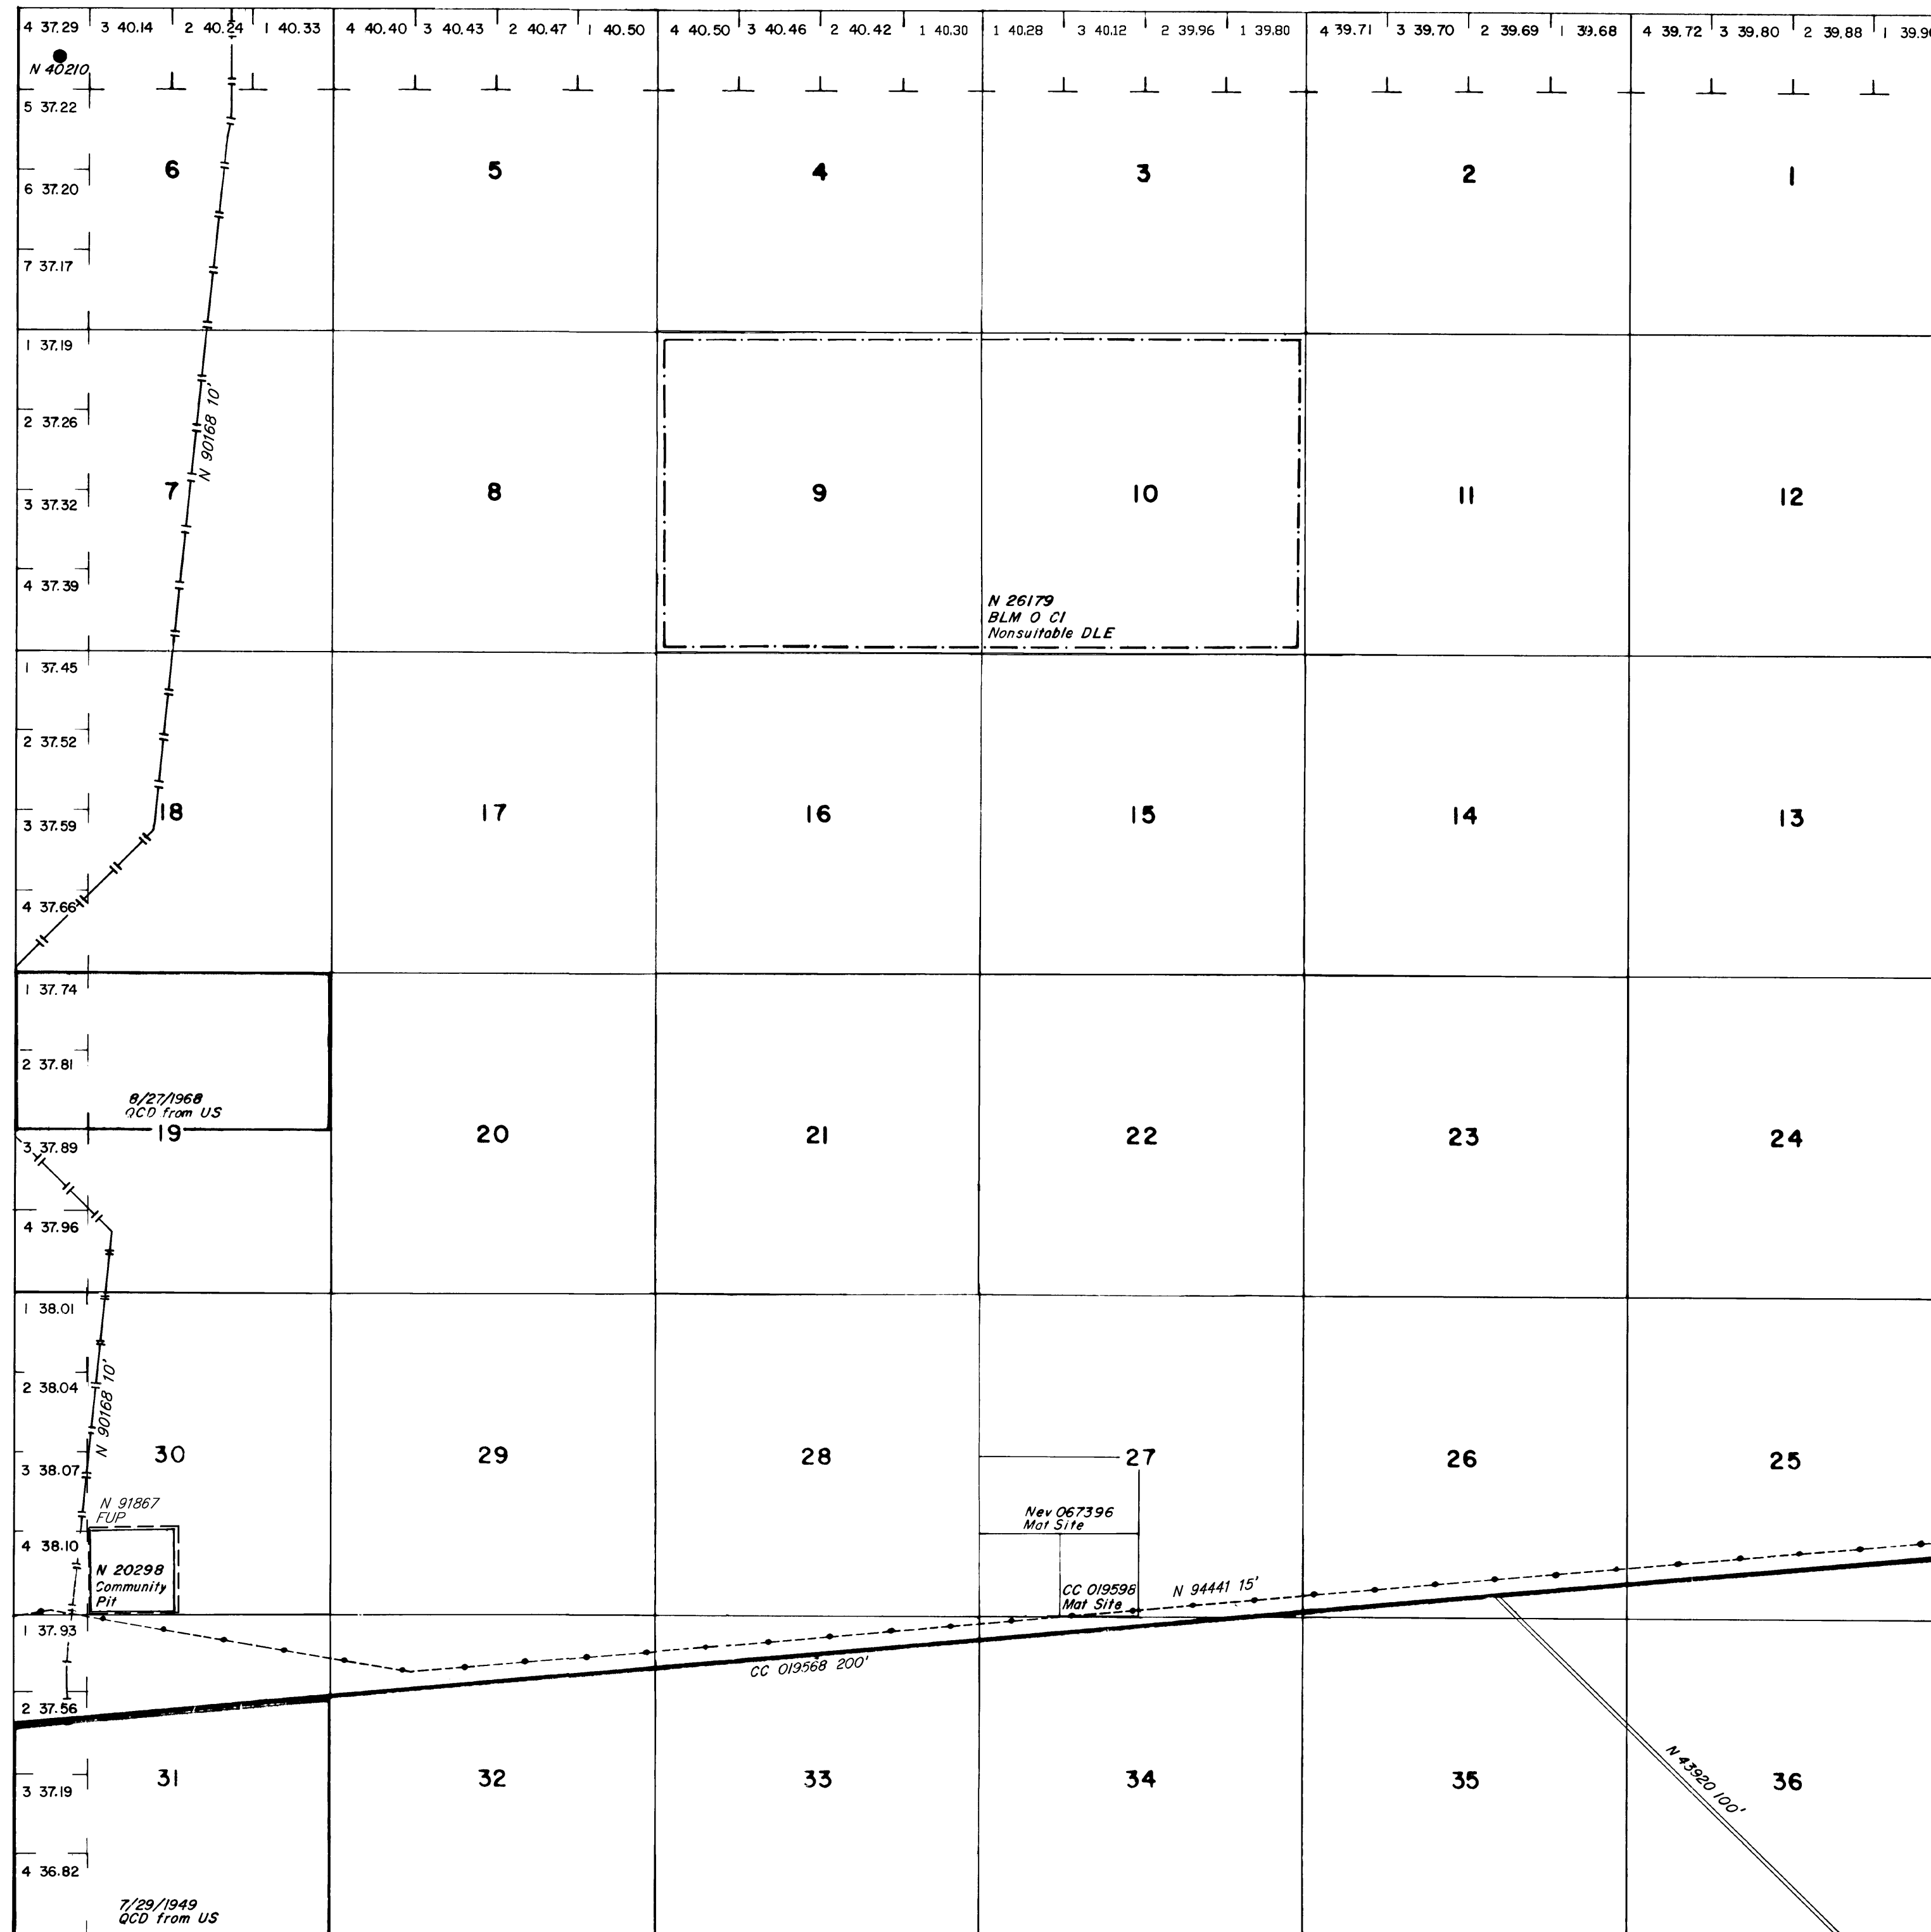 4 37.29 3 40.14 2 40.24 1 40.33 4 40.40 3 40.43 2 40.47 1 40.50 4 40.50 3 40.46 2 40.42 1 40.30 1 40.28 3 40.12 2 39.96 1 39.80 4 39.71 3 39.70 2 39.69 1 39.68 4 39.72 3 39.80 2 39.88
N 40210
5 37.22
6 5 4 3 2 1
6 37.20
7 37.17
1 37.19
N 90168 10'
2 37.26
7 8 9 10 11 12
3 37.32
4 37.39
N 26179
BLM O Cl
Nonsuitable DLE
1 37.45
2 37.52
18 17 16 15 14 13
3 37.59
4 37.66
1 37.74
2 37.81
8/27/1968
QCD from US
19 20 21 22 23 24
3 37.89
4 37.96
1 38.01
2 38.04
N 90168 10'
30 29 28 27 26 25
3 38.07
N 91867
FUP
Nev 067396
Mat Site
4 38.10
N 20298
Community
Pit
CC 019598
Mat Site
N 94441 15'
1 37.93
CC 019568 200'
2 37.56
31 32 33 34 35 36
3 37.19
N 43920 100'
4 36.82
7/29/1949
QCD from US